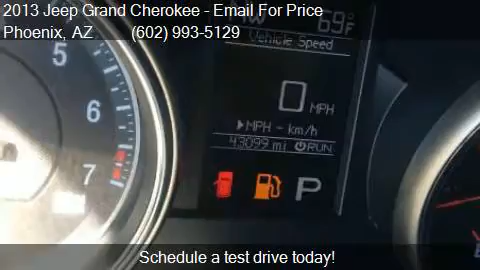 2013 Jeep Grand Cherokee - Email For Price
Phoenix, AZ (602) 993-5129
NW 69°F
Vehicle Speed
5
0 MPH
6
▶MPH - km/h
43099 mi RUN
7
P
Schedule a test drive today!